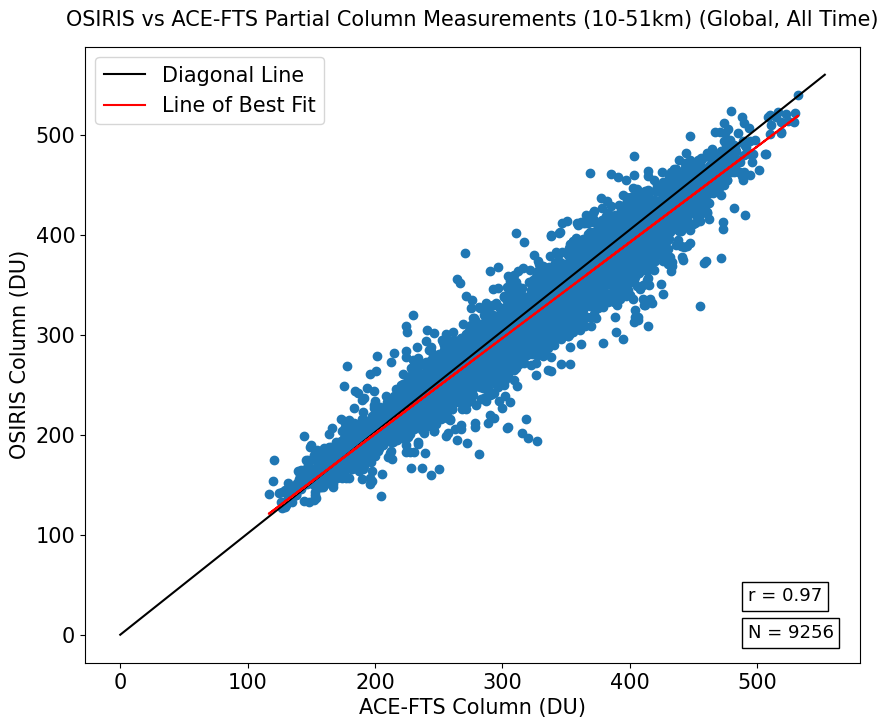 OSIRIS vs ACE-FTS Partial Column Measurements (10-51km) (Global, All Time)
Diagonal Line
Line of Best Fit
OSIRIS Column (DU)
500
400
300
200
100
0
r = 0.97
N = 9256
0 100 200 300 400 500
ACE-FTS Column (DU)